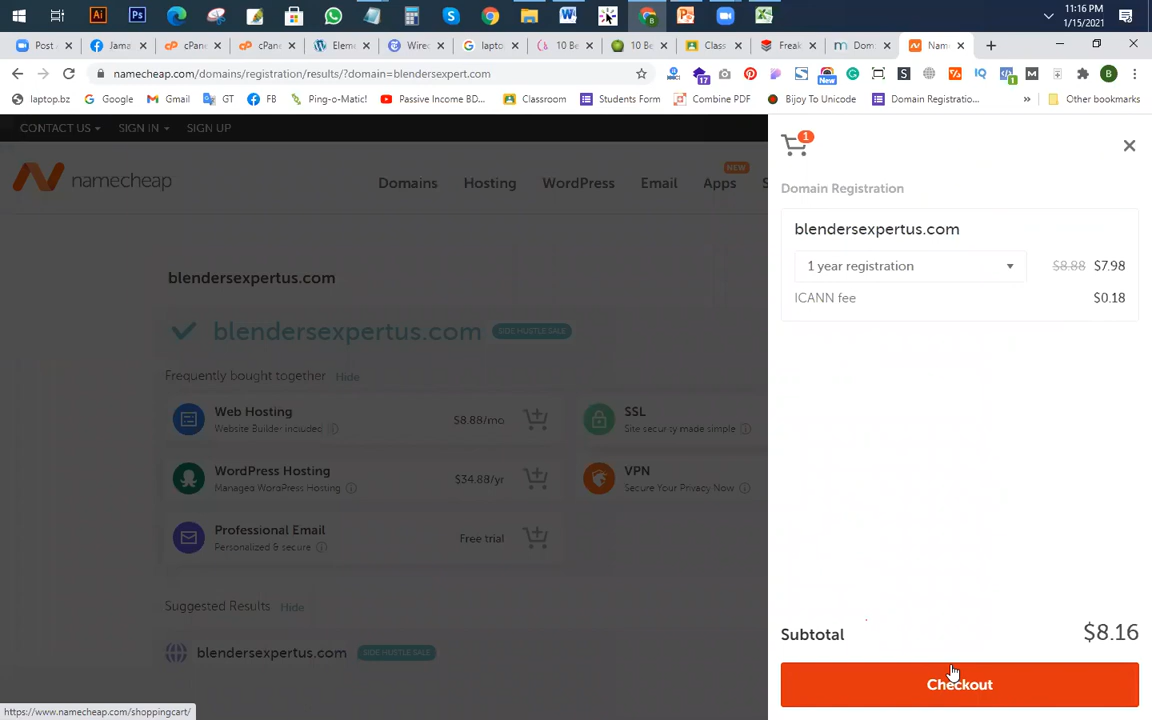 11:16 PM
1/15/2021
Post
Jama
cPane
cPane
Eleme
Wirec
lapto
10 Be
10 Be
Class
Freak
Dom
Nam
namecheap.com/domains/registration/results/?domain=blendersexpert.com
laptop.bz
Google
Gmail
GT
FB
Ping-o-Matic!
Passive Income BD...
Classroom
Students Form
Combine PDF
Bijoy To Unicode
Domain Registratio...
Other bookmarks
CONTACT US
SIGN IN
SIGN UP
1
namecheap
Domains
Hosting
WordPress
Email
Apps
NEW
Domain Registration
blendersexpertus.com
1 year registration
$8.88 $7.98
ICANN fee
$0.18
blendersexpertus.com
blendersexpertus.com
SIDE HUSTLE SALE
Frequently bought together
Hide
Web Hosting
Website Builder included
$8.88/mo
SSL
Site security made simple
WordPress Hosting
Managed WordPress Hosting
$34.88/yr
VPN
Secure Your Privacy Now
Professional Email
Personalized & secure
Free trial
Suggested Results
Hide
blendersexpertus.com
SIDE HUSTLE SALE
Subtotal
$8.16
Checkout
https://www.namecheap.com/shoppingcart/